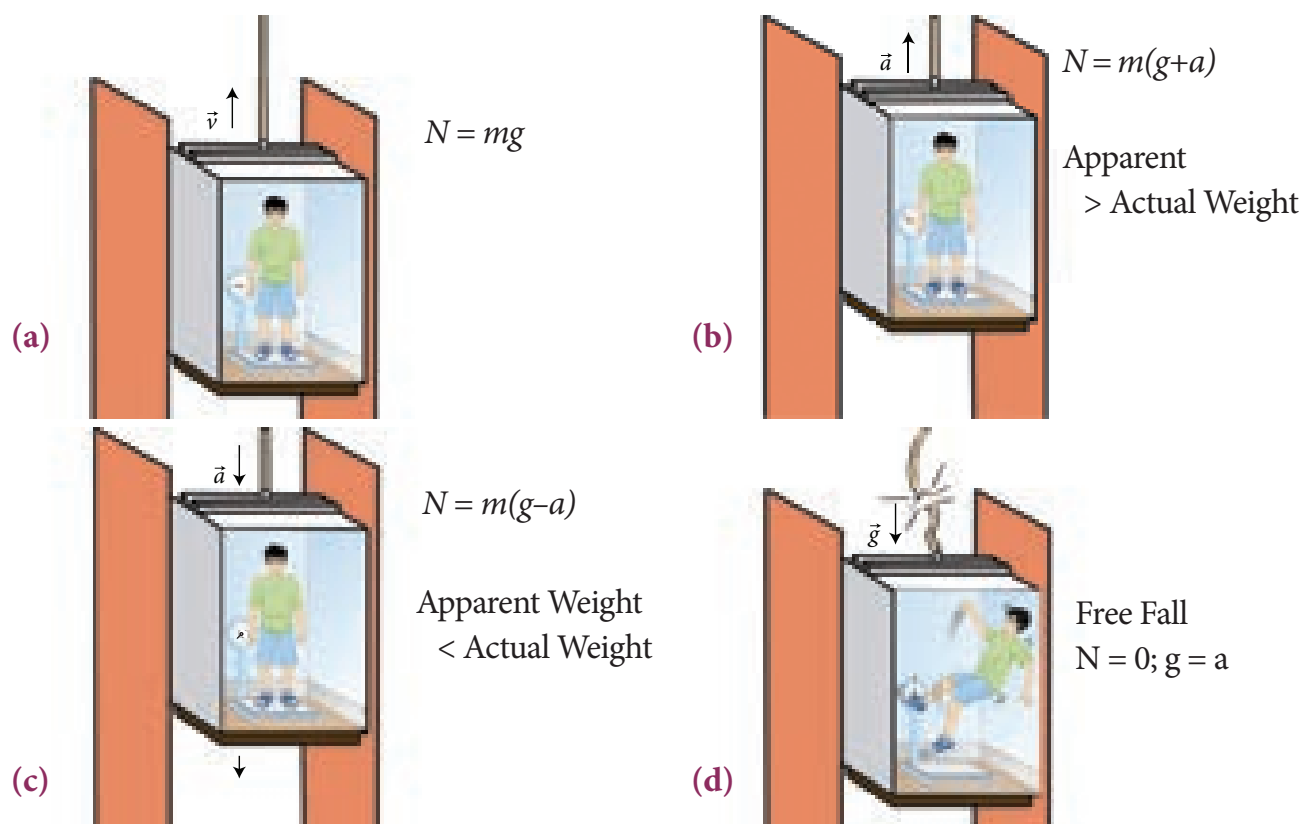 v⃗
N = mg
(a)
a⃗
N = m(g+a)
Apparent
> Actual Weight
(b)
a⃗
N = m(g–a)
Apparent Weight
< Actual Weight
(c)
g⃗
Free Fall
N = 0; g = a
(d)